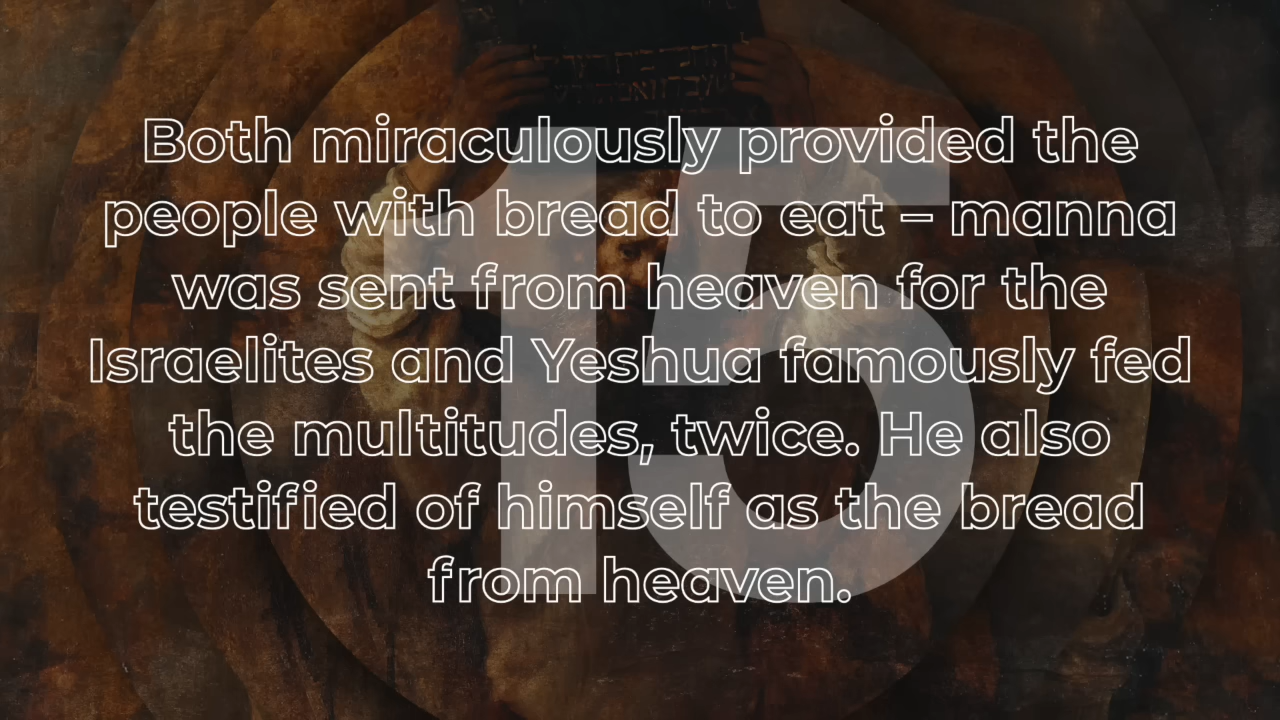 Both miraculously provided the
people with bread to eat – manna
was sent from heaven for the
Israelites and Yeshua famously fed
the multitudes, twice. He also
testified of himself as the bread
from heaven.
15